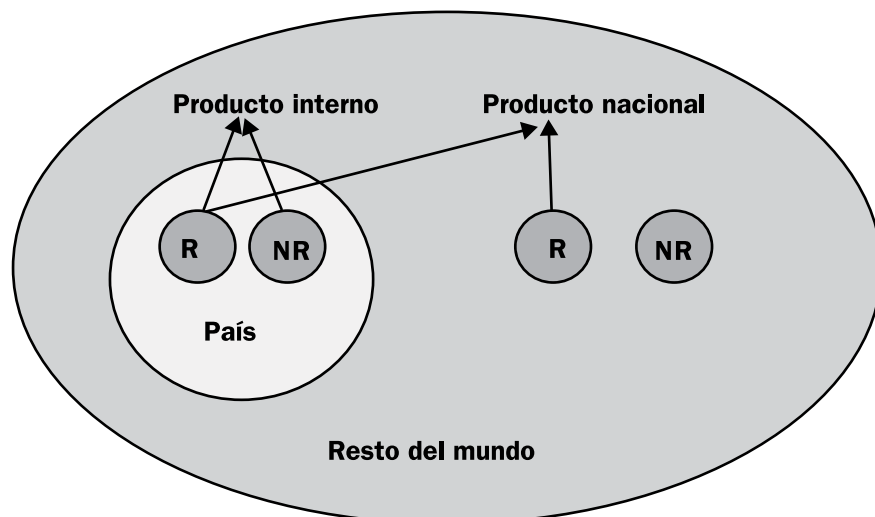 Producto interno
Producto nacional
R
NR
R
NR
País
Resto del mundo